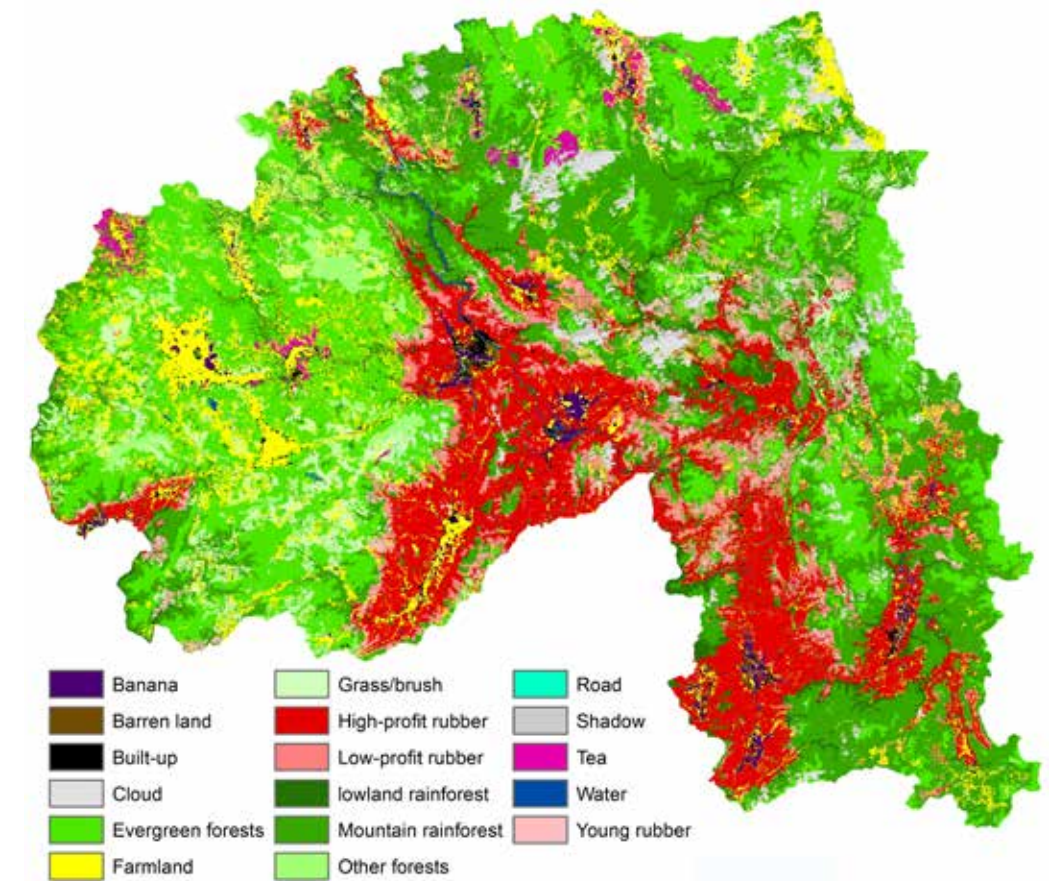 Banana
Barren land
Built-up
Cloud
Evergreen forests
Farmland
Grass/brush
High-profit rubber
Low-profit rubber
lowland rainforest
Mountain rainforest
Other forests
Road
Shadow
Tea
Water
Young rubber